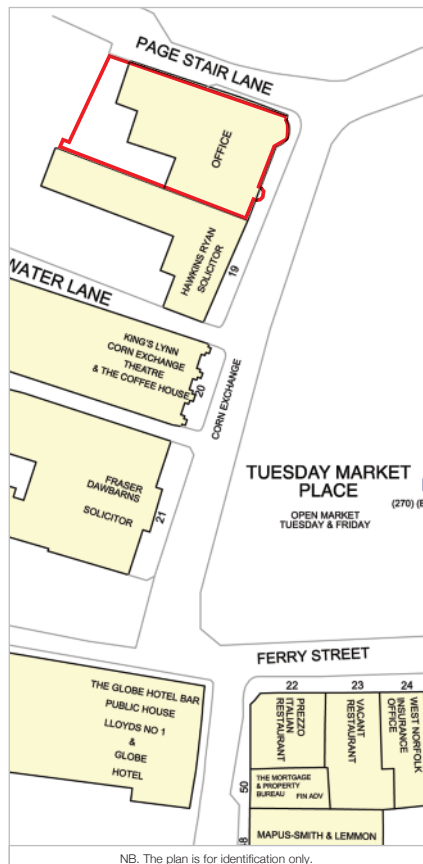 PAGE STAIR LANE
OFFICE
HAWKINS RYAN
SOLICITOR
19
WATER LANE
KING'S LYNN
CORN EXCHANGE
THEATRE
& THE COFFEE HOUSE
20
CORN EXCHANGE
FRASER
DAWBARNS
SOLICITOR
21
TUESDAY MARKET
PLACE
(270)
OPEN MARKET
TUESDAY & FRIDAY
FERRY STREET
THE GLOBE HOTEL BAR
PUBLIC HOUSE
LLOYDS NO 1
&
GLOBE
HOTEL
22
PREZZO
ITALIAN
RESTAURANT
23
VACANT
RESTAURANT
24
WEST NORFOLK
INSURANCE
OFFICE
50
THE MORTGAGE
& PROPERTY
BUREAU FIN ADV
MAPUS-SMITH & LEMMON
NB. The plan is for identification only.